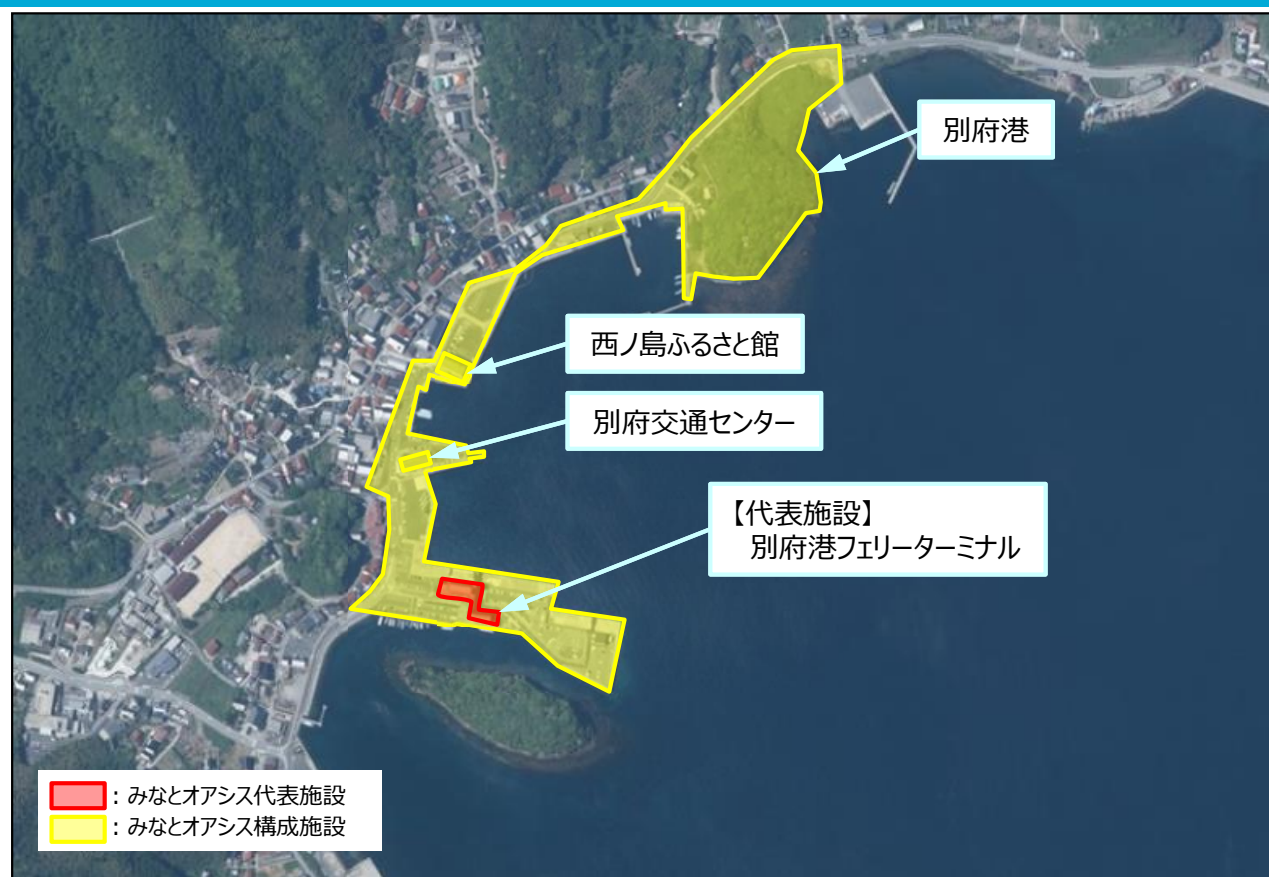 別府港
西ノ島ふるさと館
別府交通センター
【代表施設】
別府港フェリーターミナル
：みなとオアシス代表施設
：みなとオアシス構成施設